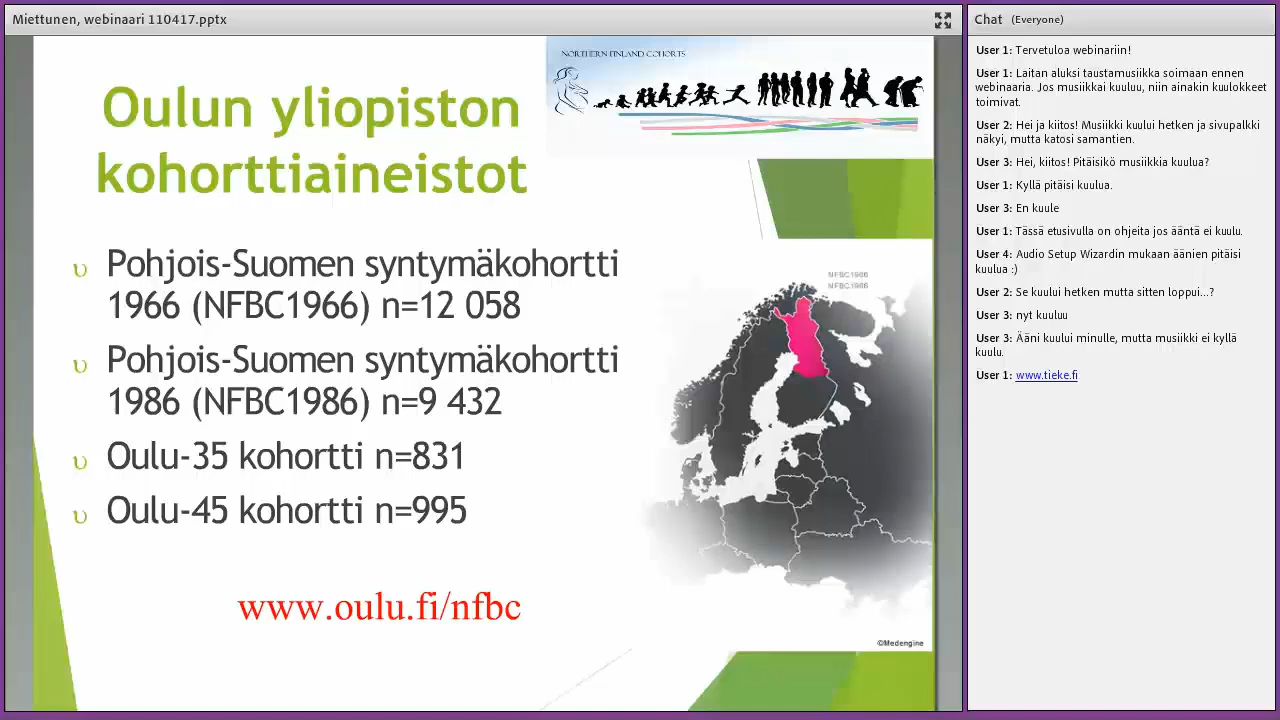 Miettunen, webinaari 110417.pptx
NORTHERN FINLAND COHORTS
Oulun yliopiston
kohorttiaineistot
υ Pohjois-Suomen syntymäkohortti
1966 (NFBC1966) n=12 058
υ Pohjois-Suomen syntymäkohortti
1986 (NFBC1986) n=9 432
υ Oulu-35 kohortti n=831
υ Oulu-45 kohortti n=995
www.oulu.fi/nfbc
NFBC1966
NFBC1966
©Medengine
Chat (Everyone)
User 1: Tervetuloa webinariin!
User 1: Laitan aluksi taustamusiikka soimaan ennen
webinaaria. Jos musiikkai kuuluu, niin ainakin kuulokkeet
toimivat.
User 2: Hei ja kiitos! Musiikki kuului hetken ja sivupalkki
näkyi, mutta katosi samantien.
User 3: Hei, kiitos! Pitäisikö musiikkia kuulua?
User 1: Kyllä pitäisi kuulua.
User 3: En kuule
User 1: Tässä etusivulla on ohjeita jos ääntä ei kuulu.
User 4: Audio Setup Wizardin mukaan äänien pitäisi
kuulua :)
User 2: Se kuului hetken mutta sitten loppui...?
User 3: nyt kuuluu
User 3: Ääni kuului minulle, mutta musiikki ei kyllä
kuulu.
User 1: www.tieke.fi